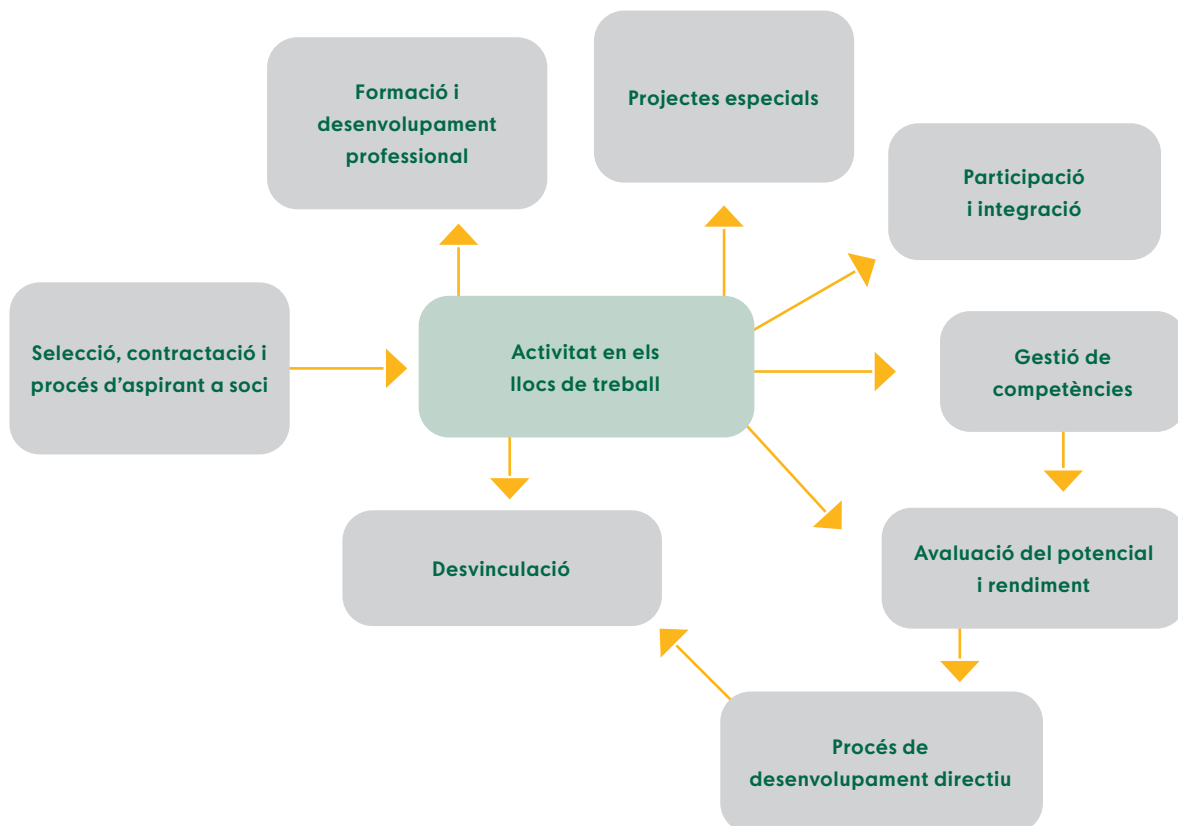 Formació i
desenvolupament
professional
Projectes especials
Participació
i integració
Selecció, contractació i
procés d’aspirant a soci
Activitat en els
llocs de treball
Gestió de
competències
Desvinculació
Avaluació del potencial
i rendiment
Procés de
desenvolupament directiu